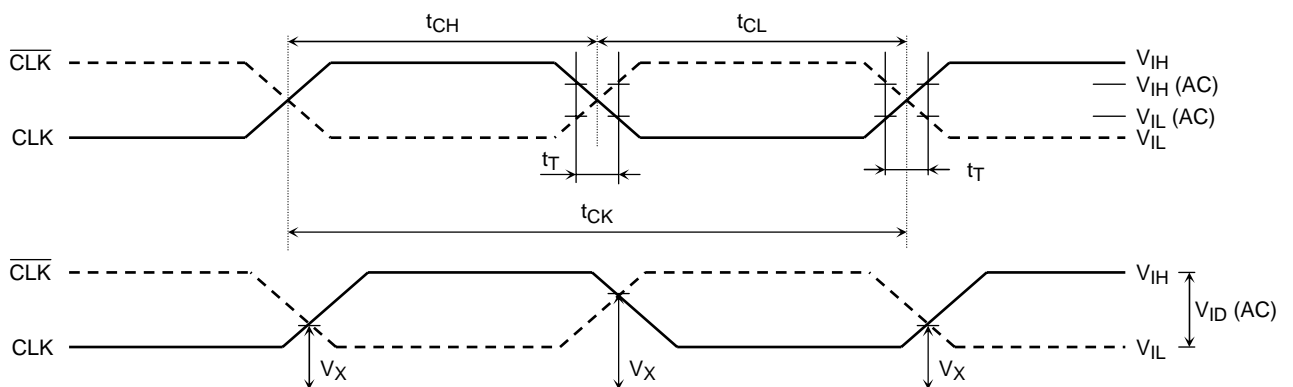 tCH tCL
CLK VIH
VIH (AC)
VIL (AC)
CLK VIL
tT tT
tCK
CLK VIH
VID (AC)
CLK VIL
VX VX VX